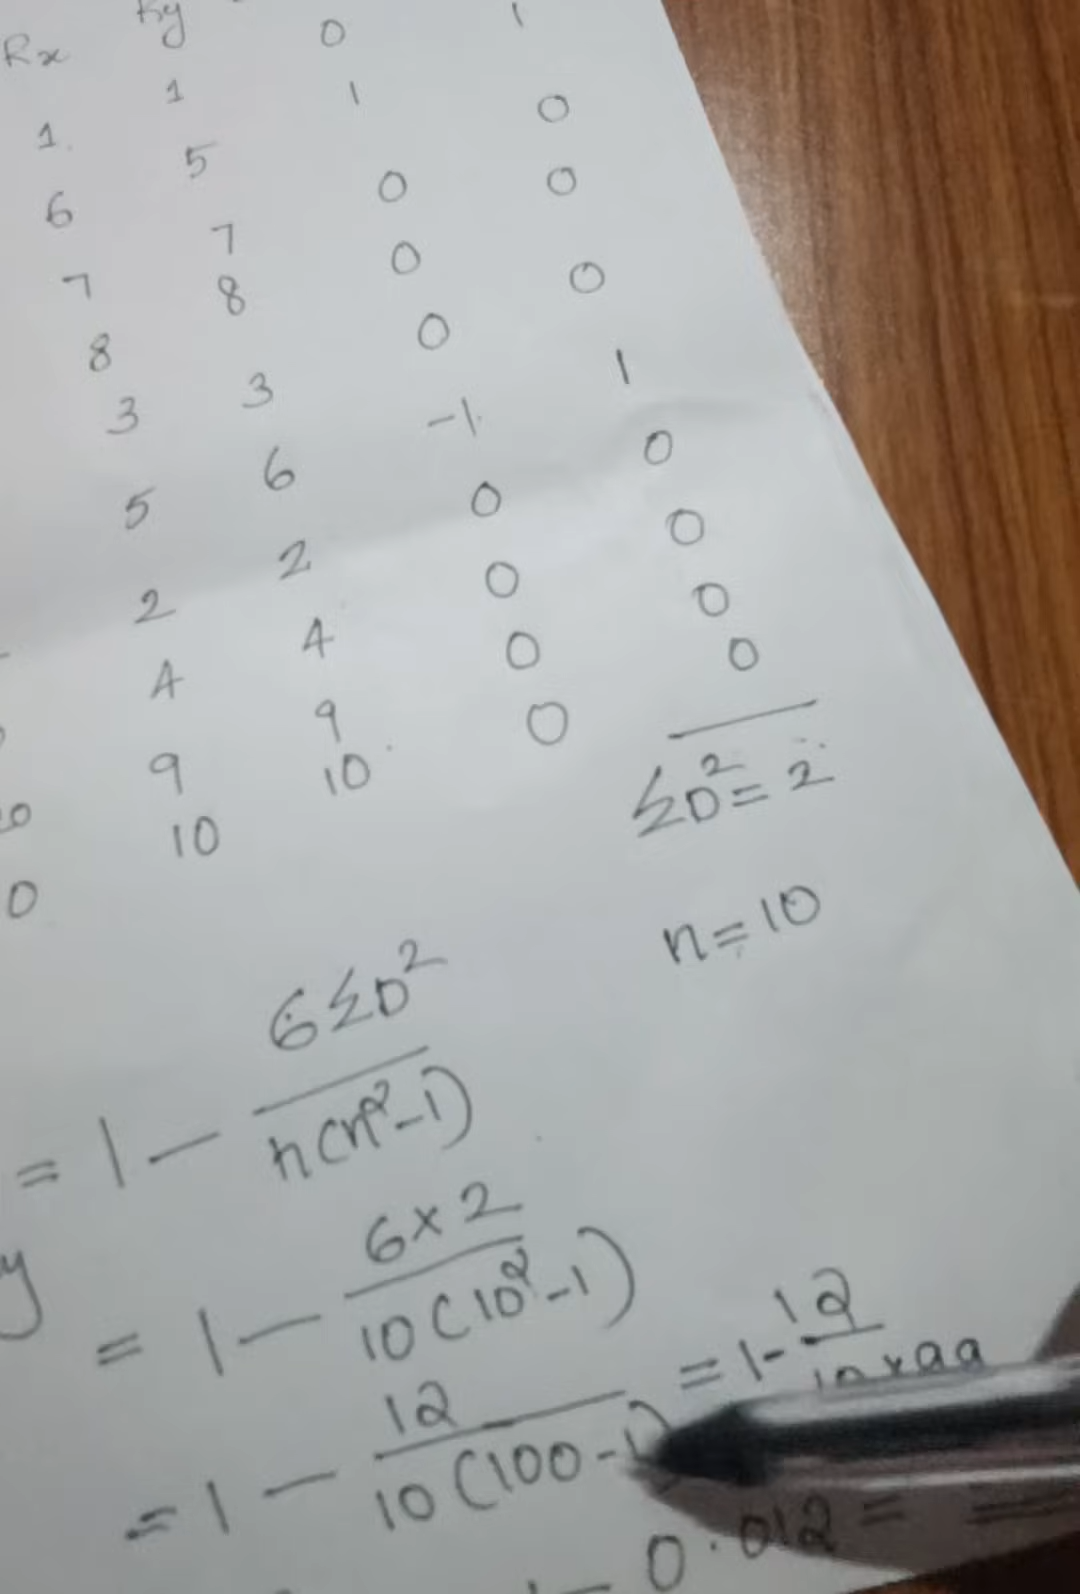 Rx Ry
1 1 0
6 5 1 1
7 7 0 0
8 8 0 0
3 3 0 0
5 6 -1 1
2 2 0 0
4 4 0 0
9 9 0 0
10 10 0 0
ΣD²= 2
n=10
= 1 - 6ΣD² / n(n²-1)
y
= 1 - 6×2 / 10(10²-1)
= 1 - 12 / 10(100-1) = 1 - 12 / 10×99
0.012 = =